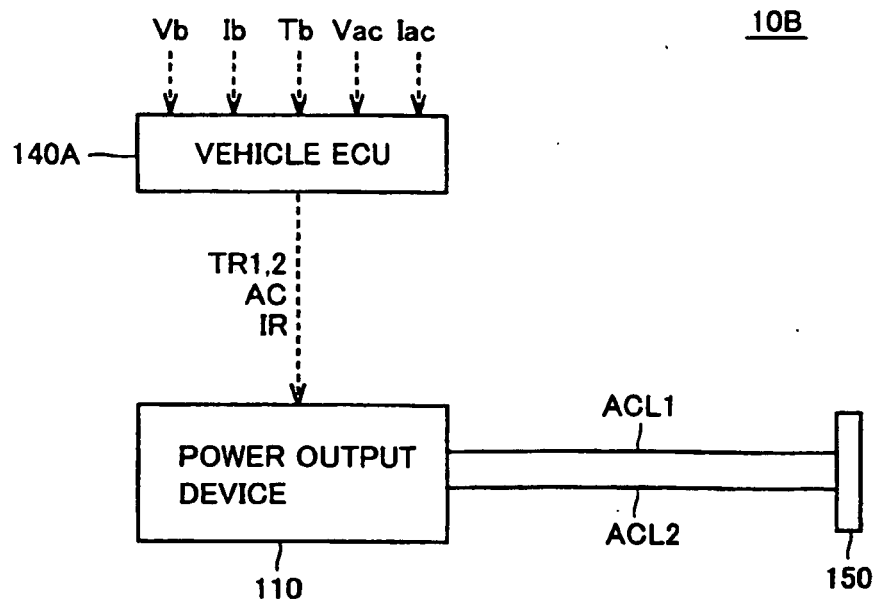 Vb Ib Tb Vac Iac
10B
140A
VEHICLE ECU
TR1,2
AC
IR
ACL1
POWER OUTPUT
DEVICE
ACL2
110
150